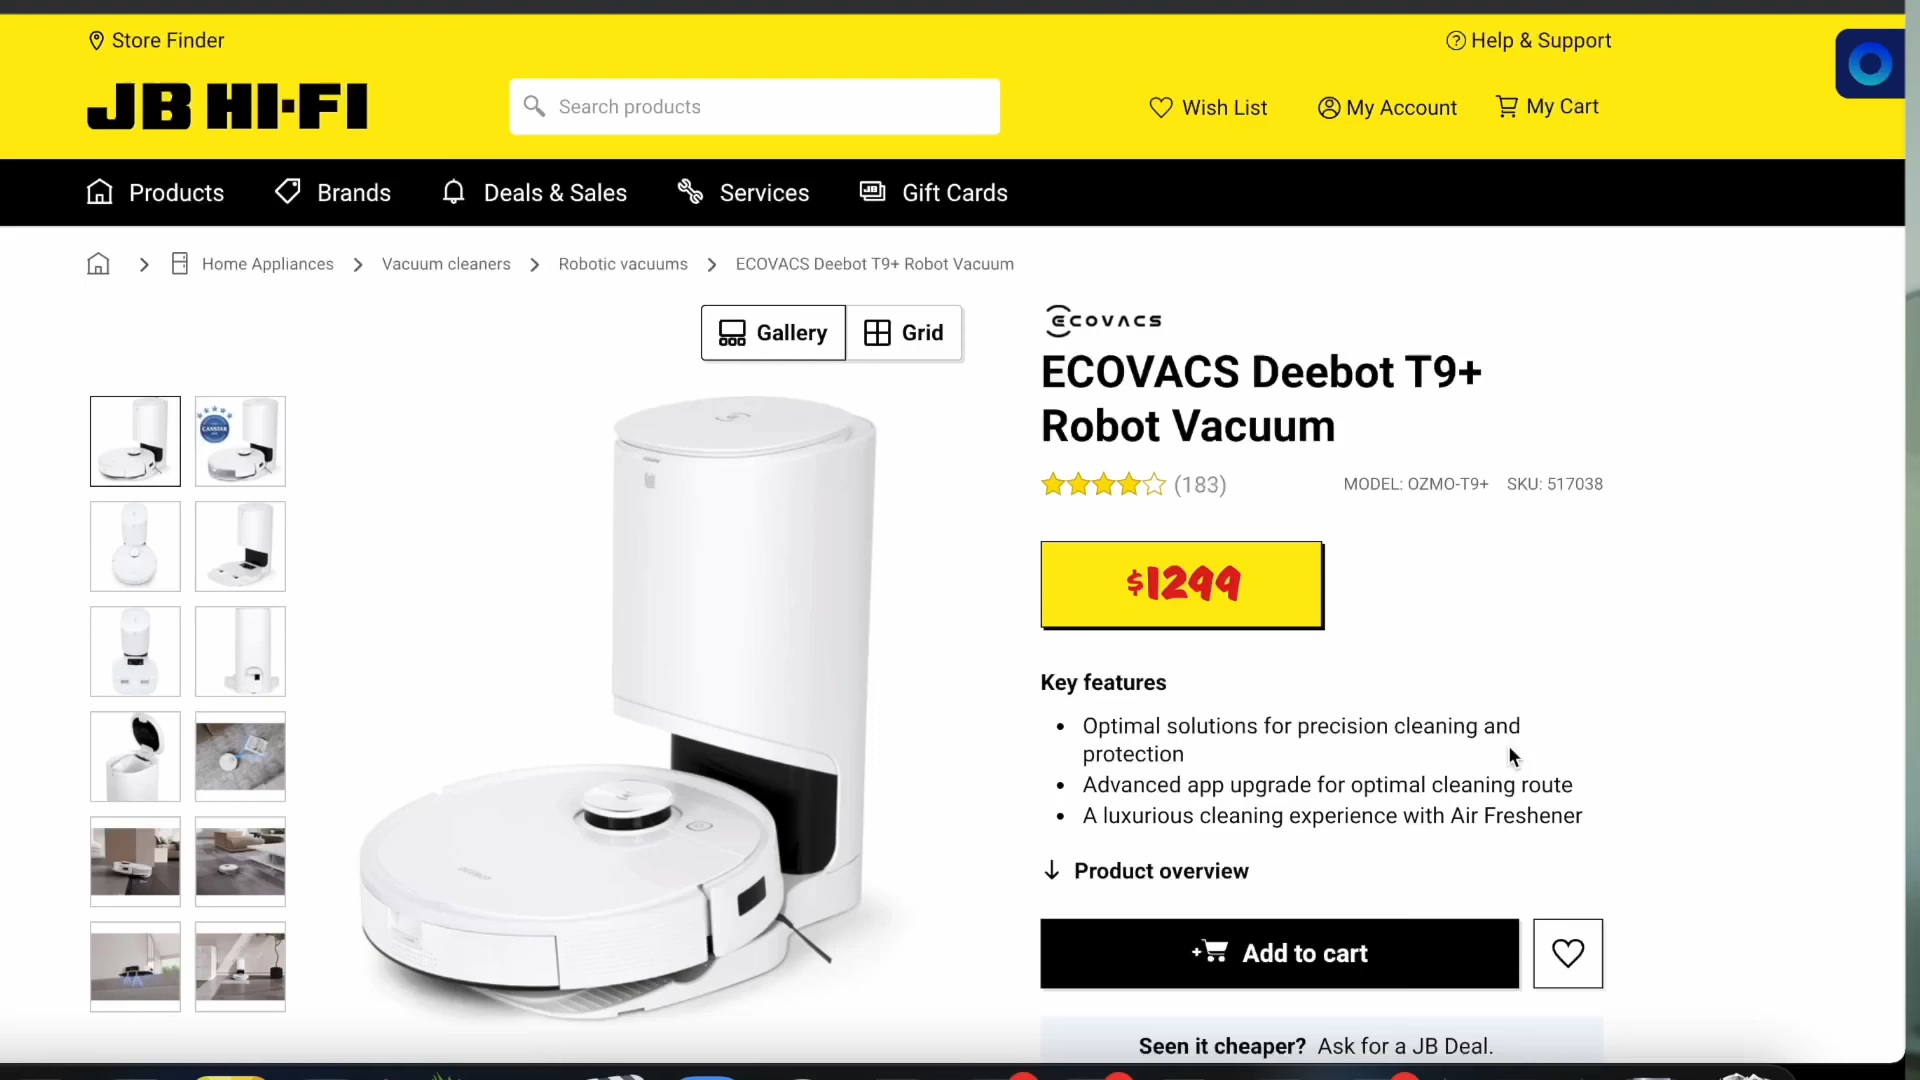 Store Finder
Help & Support
JB HI-FI
Search products
Wish List
My Account
My Cart
Products
Brands
Deals & Sales
Services
Gift Cards
Home Appliances
Vacuum cleaners
Robotic vacuums
ECOVACS Deebot T9+ Robot Vacuum
Gallery
Grid
ECOVACS
ECOVACS Deebot T9+
Robot Vacuum
(183)
MODEL: OZMO-T9+ SKU: 517038
$1299
Key features
Optimal solutions for precision cleaning and
protection
Advanced app upgrade for optimal cleaning route
A luxurious cleaning experience with Air Freshener
Product overview
Add to cart
Seen it cheaper? Ask for a JB Deal.
CANSTAR
DEEBOT